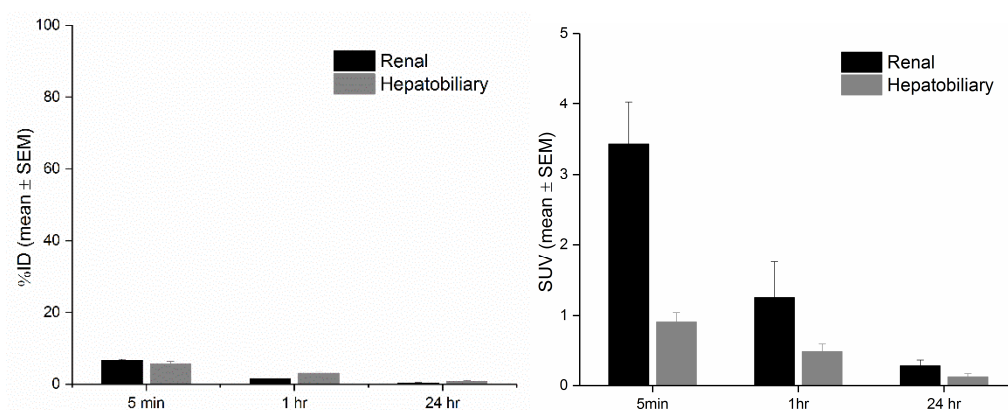 100
80
60
40
20
0
%ID (mean ± SEM)
Renal
Hepatobiliary
5 min
1 hr
24 hr
5
4
3
2
1
0
SUV (mean ± SEM)
Renal
Hepatobiliary
5min
1hr
24 hr